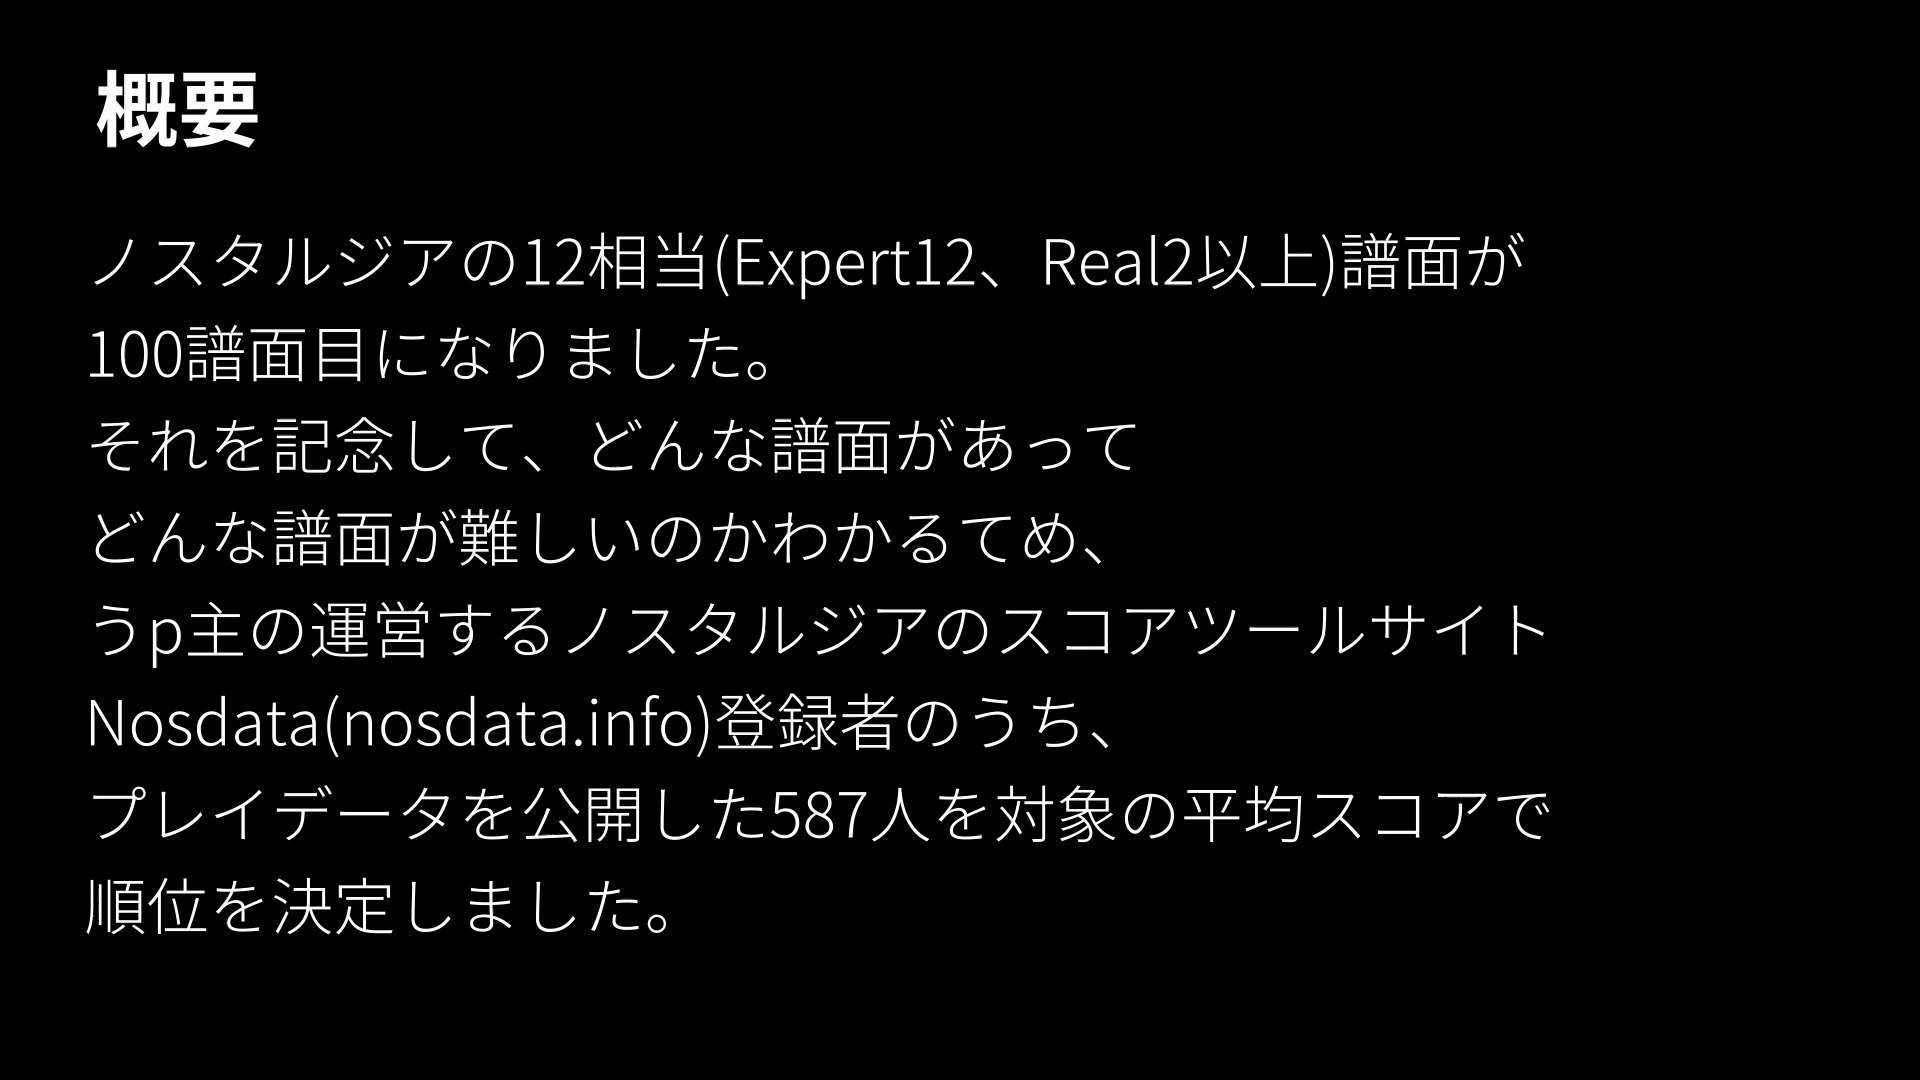 概要
ノスタルジアの12相当(Expert12、Real2以上)譜面が
100譜面目になりました。
それを記念して、どんな譜面があって
どんな譜面が難しいのかわかるてめ、
うp主の運営するノスタルジアのスコアツールサイト
Nosdata(nosdata.info)登録者のうち、
プレイデータを公開した587人を対象の平均スコアで
順位を決定しました。